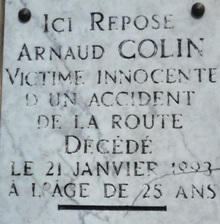 ICI REPOSE
ARNAUD COLIN
VICTIME INNOCENTE
D'UN ACCIDENT
DE LA ROUTE
DÉCÉDÉ
LE 21 JANVIER 1993
À L'ÂGE DE 25 ANS